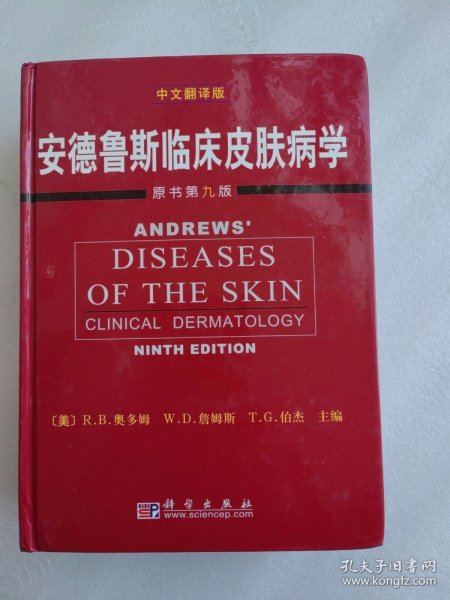 中文翻译版
安德鲁斯临床皮肤病学
原书第九版
ANDREWS'
DISEASES
OF THE SKIN
CLINICAL DERMATOLOGY
NINTH EDITION
〔美〕R.B.奥多姆 W.D.詹姆斯 T.G.伯杰 主编
科学出版社
www.sciencep.com
孔夫子旧书网
www.kongfz.com